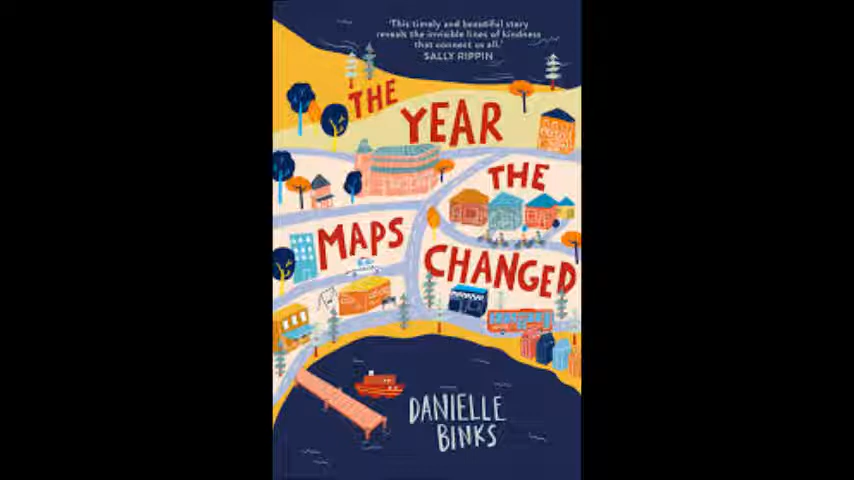 'This timely and beautiful story
reveals the invisible lines of kindness
that connect us all.'
SALLY RIPPIN
THE
YEAR
THE
MAPS
CHANGED
DANIELLE
BINKS